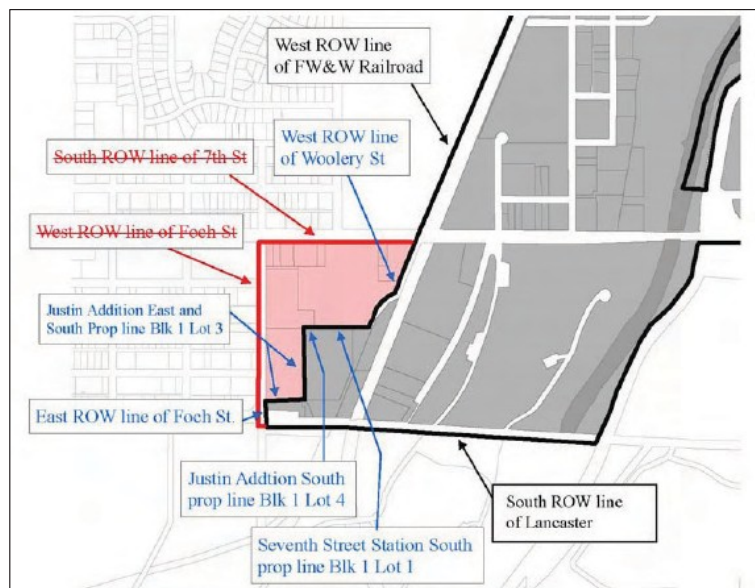 West ROW line
of FW&W Railroad
West ROW line
of Woolery St
South ROW line of 7th St
West ROW line of Foch St
Justin Addition East and
South Prop line Blk 1 Lot 3
East ROW line of Foch St.
Justin Addtion South
prop line Blk 1 Lot 4
Seventh Street Station South
prop line Blk 1 Lot 1
South ROW line
of Lancaster